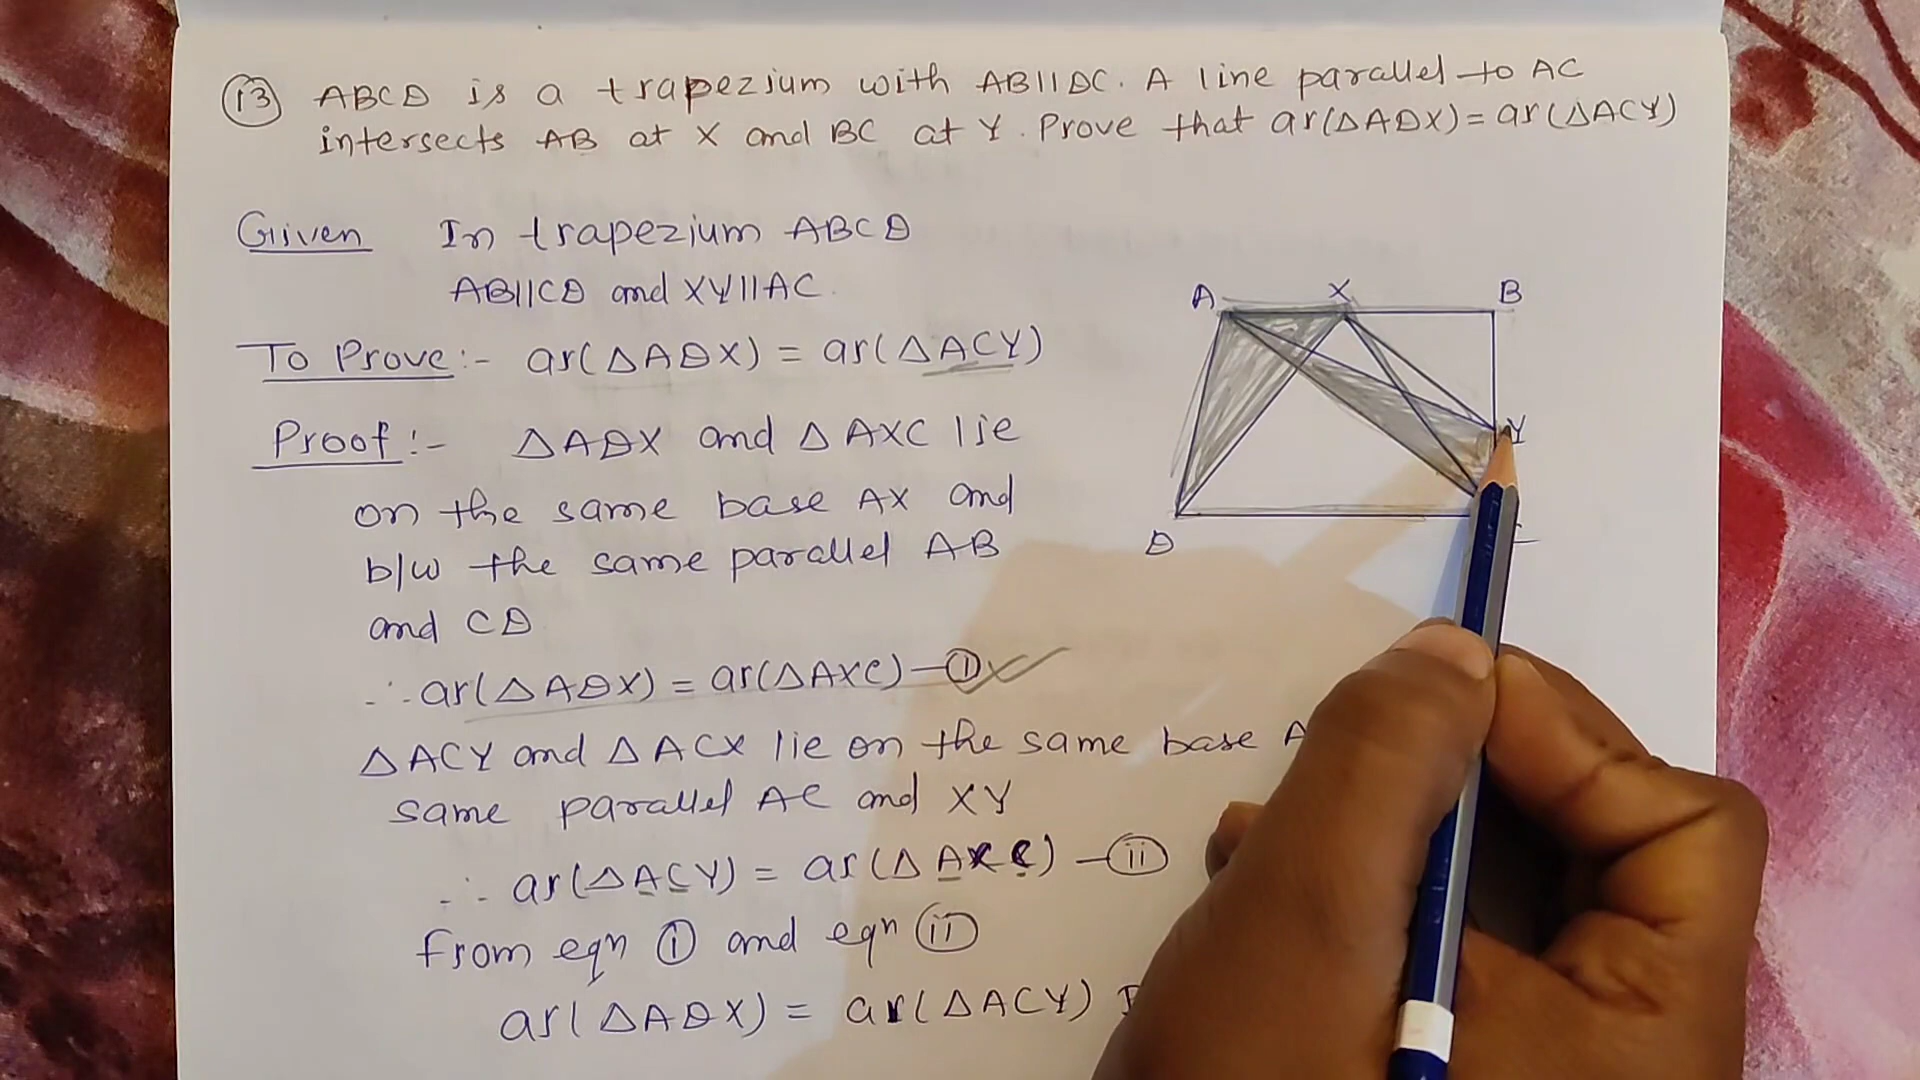 13 ABCD is a trapezium with AB||DC. A line parallel to AC
intersects AB at X and BC at Y. Prove that ar(ΔADX)=ar(ΔACY)
Given In trapezium ABCD
AB||CD and XY||AC.
To Prove:- ar(ΔADX) = ar(ΔACY)
Proof:- ΔADX and ΔAXC lie
on the same base AX and
b/w the same parallel AB
and CD
∴ ar(ΔADX) = ar(ΔAXC) — i
ΔACY and ΔACX lie on the same base
same parallel AC and XY
∴ ar(ΔACY) = ar(ΔAXC) — ii
from eqn i and eqn ii
ar(ΔADX) = ar(ΔACY)
A X B
Y
D